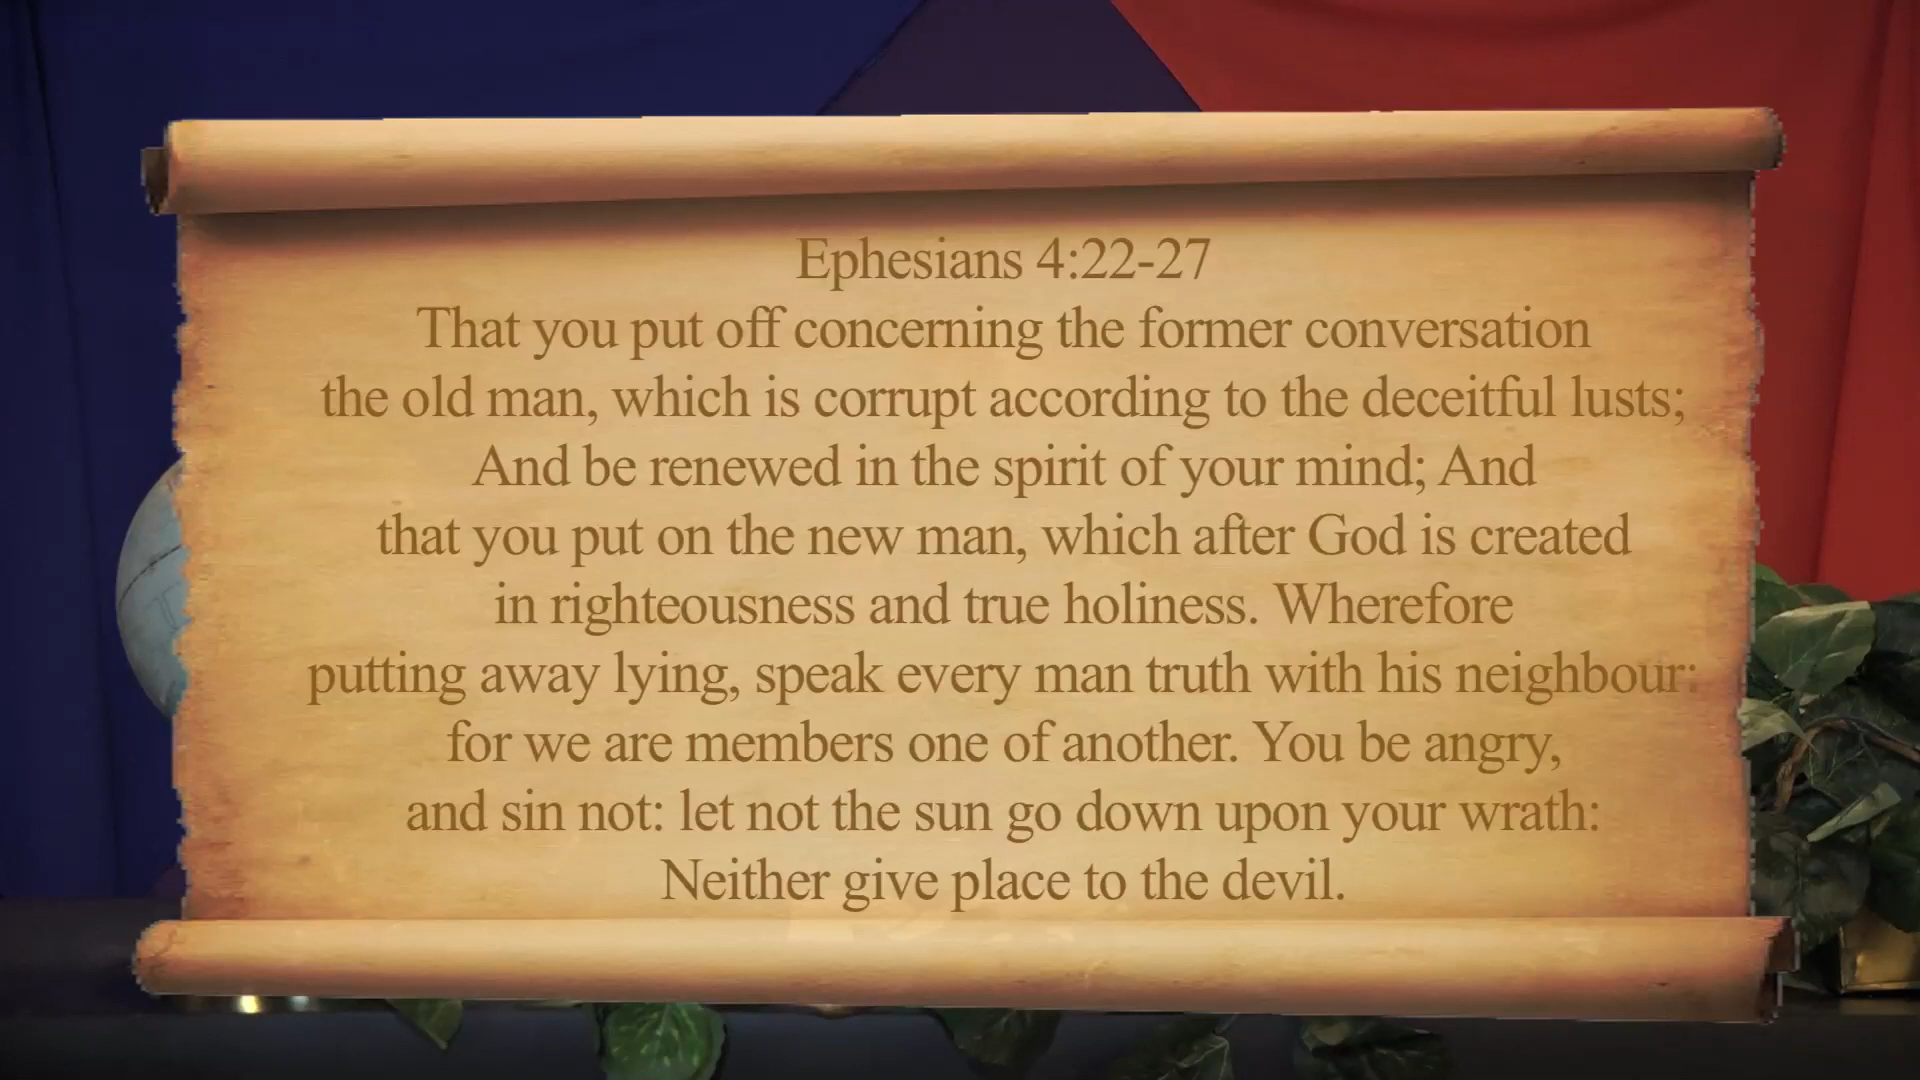 Ephesians 4:22-27
That you put off concerning the former conversation
the old man, which is corrupt according to the deceitful lusts;
And be renewed in the spirit of your mind; And
that you put on the new man, which after God is created
in righteousness and true holiness. Wherefore
putting away lying, speak every man truth with his neighbour:
for we are members one of another. You be angry,
and sin not: let not the sun go down upon your wrath:
Neither give place to the devil.